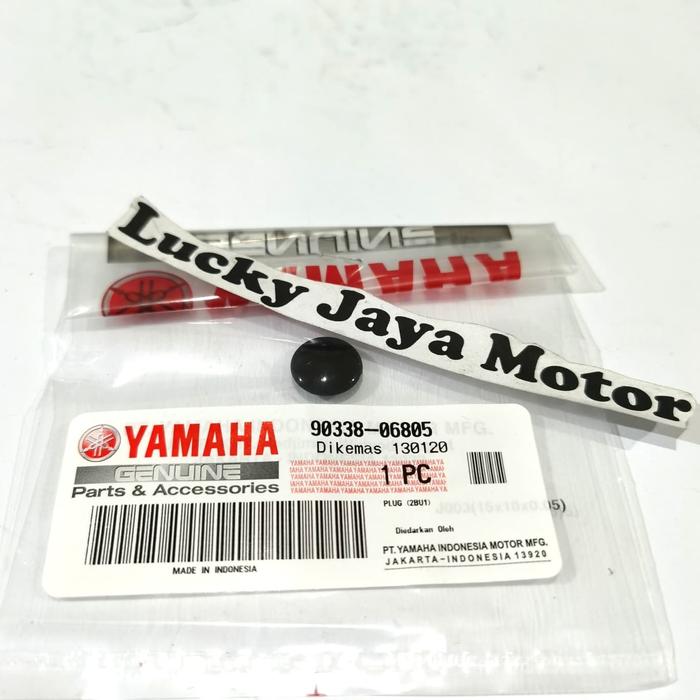 GENUINE
YAMAHA
Lucky Jaya Motor
YAMAHA
GENUINE
Parts & Accessories
90338-06805
Dikemas 130120
1 PC
PLUG (2BU1)
J003(15x10x0.05)
Diedarkan Oleh
PT. YAMAHA INDONESIA MOTOR MFG.
JAKARTA-INDONESIA 13920
MADE IN INDONESIA